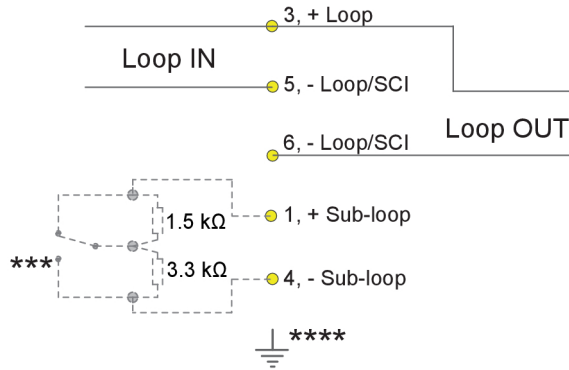 3, + Loop
Loop IN
5, - Loop/SCI
Loop OUT
6, - Loop/SCI
1.5 kΩ
1, + Sub-loop
***
3.3 kΩ
4, - Sub-loop
****